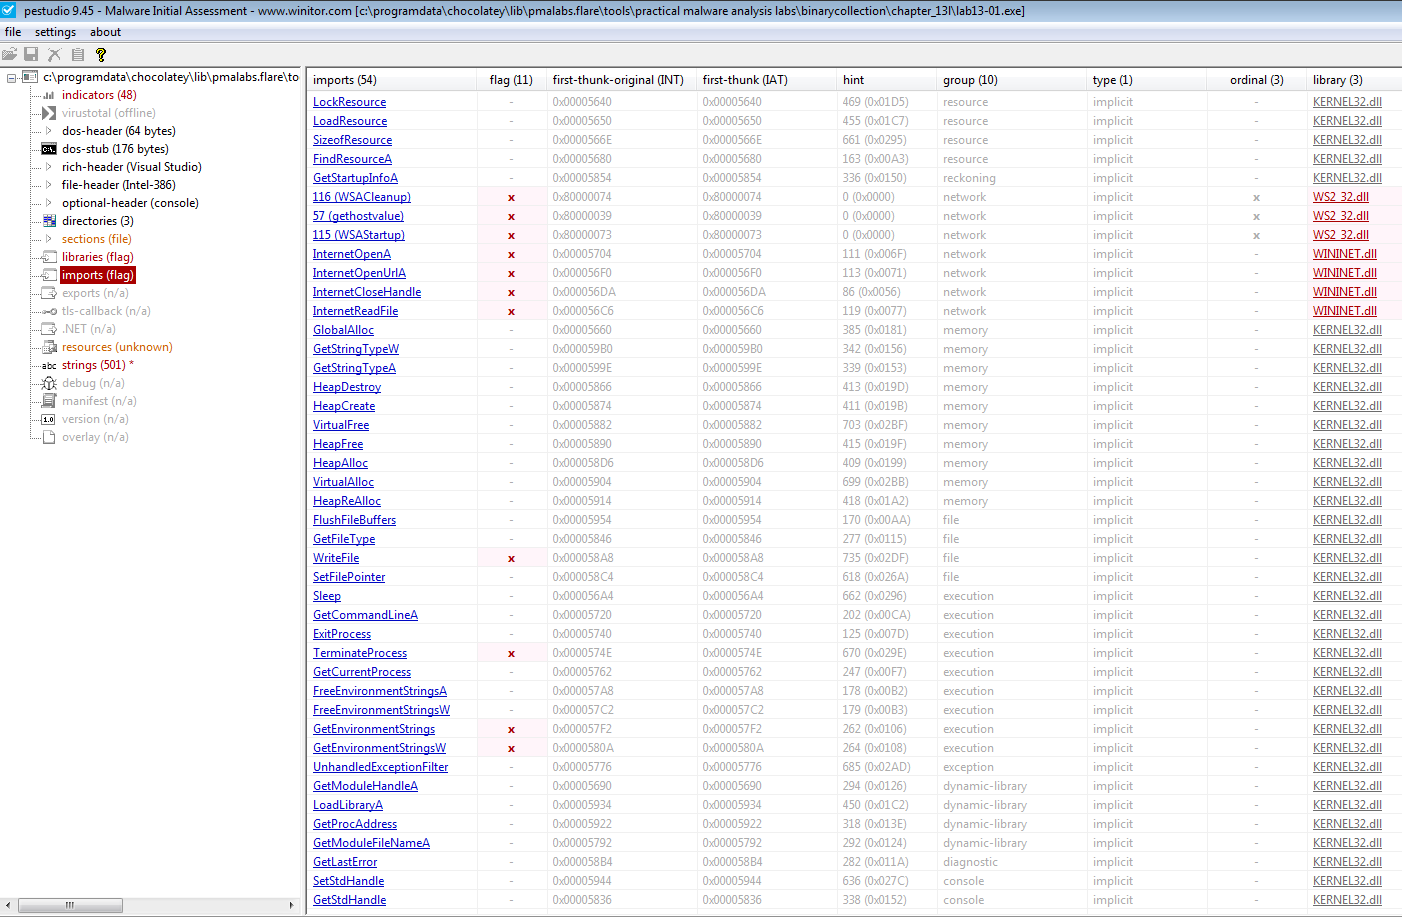 pestudio 9.45 - Malware Initial Assessment - www.winitor.com [c:\programdata\chocolatey\lib\pmalabs.flare\tools\practical malware analysis labs\binarycollection\chapter_13l\lab13-01.exe]
file settings about
c:\programdata\chocolatey\lib\pmalabs.flare\to
indicators (48)
virustotal (offline)
dos-header (64 bytes)
dos-stub (176 bytes)
rich-header (Visual Studio)
file-header (Intel-386)
optional-header (console)
directories (3)
sections (file)
libraries (flag)
imports (flag)
exports (n/a)
tls-callback (n/a)
.NET (n/a)
resources (unknown)
abc strings (501) *
debug (n/a)
manifest (n/a)
1.0 version (n/a)
overlay (n/a)
imports (54) flag (11) first-thunk-original (INT) first-thunk (IAT) hint group (10) type (1) ordinal (3) library (3)
LockResource - 0x00005640 0x00005640 469 (0x01D5) resource implicit - KERNEL32.dll
LoadResource - 0x00005650 0x00005650 455 (0x01C7) resource implicit - KERNEL32.dll
SizeofResource - 0x0000566E 0x0000566E 661 (0x0295) resource implicit - KERNEL32.dll
FindResourceA - 0x00005680 0x00005680 163 (0x00A3) resource implicit - KERNEL32.dll
GetStartupInfoA - 0x00005854 0x00005854 336 (0x0150) reckoning implicit - KERNEL32.dll
116 (WSACleanup) x 0x80000074 0x80000074 0 (0x0000) network implicit x WS2_32.dll
57 (gethostvalue) x 0x80000039 0x80000039 0 (0x0000) network implicit x WS2_32.dll
115 (WSAStartup) x 0x80000073 0x80000073 0 (0x0000) network implicit x WS2_32.dll
InternetOpenA x 0x00005704 0x00005704 111 (0x006F) network implicit - WININET.dll
InternetOpenUrlA x 0x000056F0 0x000056F0 113 (0x0071) network implicit - WININET.dll
InternetCloseHandle x 0x000056DA 0x000056DA 86 (0x0056) network implicit - WININET.dll
InternetReadFile x 0x000056C6 0x000056C6 119 (0x0077) network implicit - WININET.dll
GlobalAlloc - 0x00005660 0x00005660 385 (0x0181) memory implicit - KERNEL32.dll
GetStringTypeW - 0x000059B0 0x000059B0 342 (0x0156) memory implicit - KERNEL32.dll
GetStringTypeA - 0x0000599E 0x0000599E 339 (0x0153) memory implicit - KERNEL32.dll
HeapDestroy - 0x00005866 0x00005866 413 (0x019D) memory implicit - KERNEL32.dll
HeapCreate - 0x00005874 0x00005874 411 (0x019B) memory implicit - KERNEL32.dll
VirtualFree - 0x00005882 0x00005882 703 (0x02BF) memory implicit - KERNEL32.dll
HeapFree - 0x00005890 0x00005890 415 (0x019F) memory implicit - KERNEL32.dll
HeapAlloc - 0x000058D6 0x000058D6 409 (0x0199) memory implicit - KERNEL32.dll
VirtualAlloc - 0x00005904 0x00005904 699 (0x02BB) memory implicit - KERNEL32.dll
HeapReAlloc - 0x00005914 0x00005914 418 (0x01A2) memory implicit - KERNEL32.dll
FlushFileBuffers - 0x00005954 0x00005954 170 (0x00AA) file implicit - KERNEL32.dll
GetFileType - 0x00005846 0x00005846 277 (0x0115) file implicit - KERNEL32.dll
WriteFile x 0x000058A8 0x000058A8 735 (0x02DF) file implicit - KERNEL32.dll
SetFilePointer - 0x000058C4 0x000058C4 618 (0x026A) file implicit - KERNEL32.dll
Sleep - 0x000056A4 0x000056A4 662 (0x0296) execution implicit - KERNEL32.dll
GetCommandLineA - 0x00005720 0x00005720 202 (0x00CA) execution implicit - KERNEL32.dll
ExitProcess - 0x00005740 0x00005740 125 (0x007D) execution implicit - KERNEL32.dll
TerminateProcess x 0x0000574E 0x0000574E 670 (0x029E) execution implicit - KERNEL32.dll
GetCurrentProcess - 0x00005762 0x00005762 247 (0x00F7) execution implicit - KERNEL32.dll
FreeEnvironmentStringsA - 0x000057A8 0x000057A8 178 (0x00B2) execution implicit - KERNEL32.dll
FreeEnvironmentStringsW - 0x000057C2 0x000057C2 179 (0x00B3) execution implicit - KERNEL32.dll
GetEnvironmentStrings x 0x000057F2 0x000057F2 262 (0x0106) execution implicit - KERNEL32.dll
GetEnvironmentStringsW x 0x0000580A 0x0000580A 264 (0x0108) execution implicit - KERNEL32.dll
UnhandledExceptionFilter - 0x00005776 0x00005776 685 (0x02AD) exception implicit - KERNEL32.dll
GetModuleHandleA - 0x00005690 0x00005690 294 (0x0126) dynamic-library implicit - KERNEL32.dll
LoadLibraryA - 0x00005934 0x00005934 450 (0x01C2) dynamic-library implicit - KERNEL32.dll
GetProcAddress - 0x00005922 0x00005922 318 (0x013E) dynamic-library implicit - KERNEL32.dll
GetModuleFileNameA - 0x00005792 0x00005792 292 (0x0124) dynamic-library implicit - KERNEL32.dll
GetLastError - 0x000058B4 0x000058B4 282 (0x011A) diagnostic implicit - KERNEL32.dll
SetStdHandle - 0x00005944 0x00005944 636 (0x027C) console implicit - KERNEL32.dll
GetStdHandle - 0x00005836 0x00005836 338 (0x0152) console implicit - KERNEL32.dll